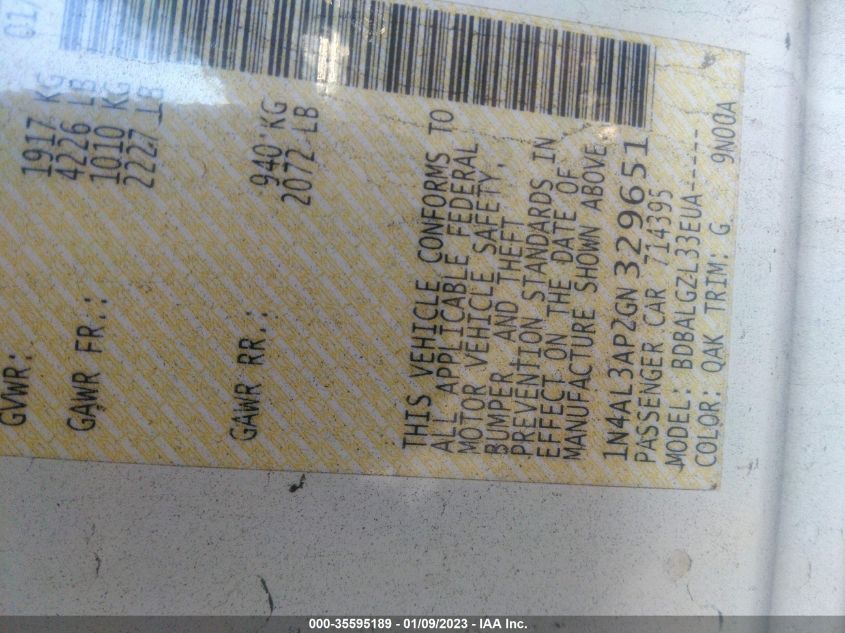 01/
GVWR: 1917 KG
4226 LB
GAWR FR.: 1010 KG
2227 LB
GAWR RR.: 940 KG
2072 LB
THIS VEHICLE CONFORMS TO
ALL APPLICABLE FEDERAL
MOTOR VEHICLE SAFETY,
BUMPER AND THEFT
PREVENTION STANDARDS IN
EFFECT ON THE DATE OF
MANUFACTURE SHOWN ABOVE.
1N4AL3AP2GN329651
PASSENGER CAR 714395
MODEL: BDBALGZL33EUA-----
COLOR: QAK TRIM: G 9N00A
000-35595189 - 01/09/2023 - IAA Inc.